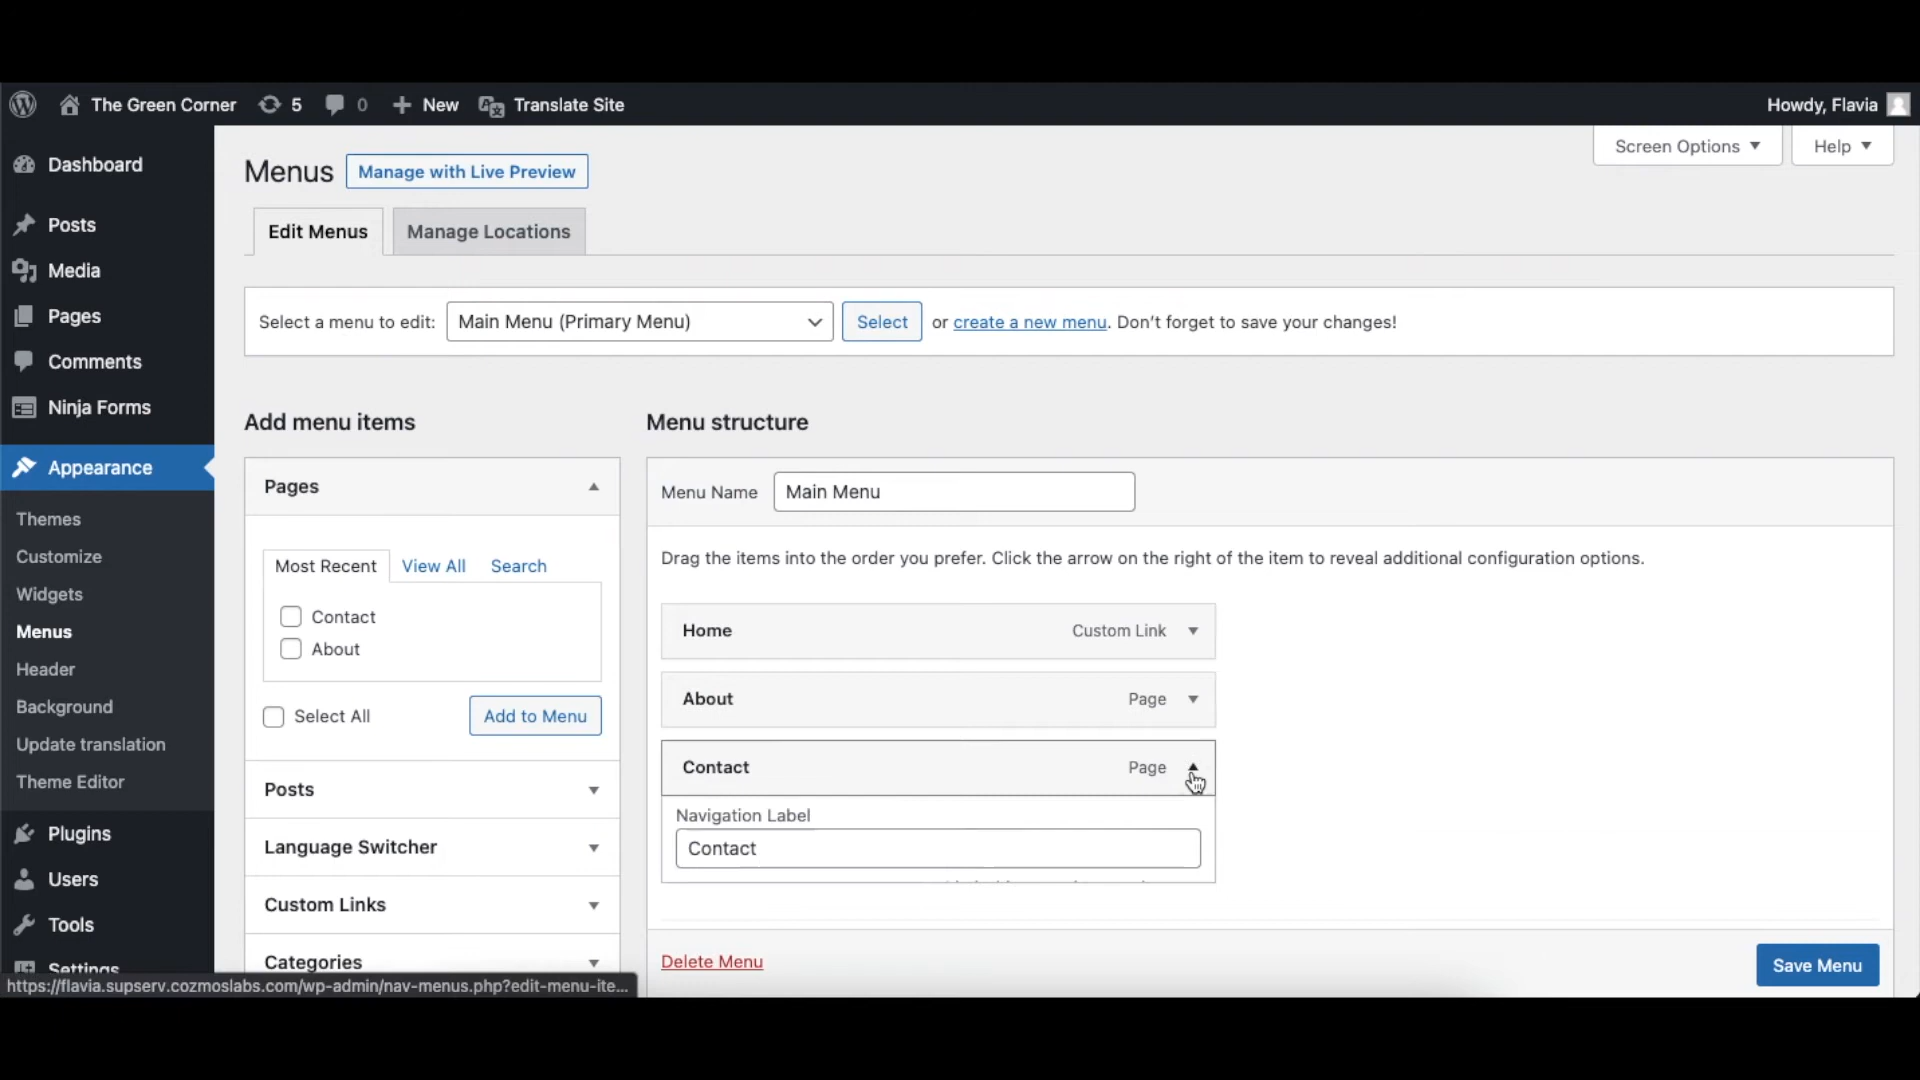 The Green Corner 5 0 New Translate Site Howdy, Flavia
Screen Options Help
Dashboard
Posts
Media
Pages
Comments
Ninja Forms
Appearance
Themes
Customize
Widgets
Menus
Header
Background
Update translation
Theme Editor
Plugins
Users
Tools
Settings
https://flavia.supserv.cozmoslabs.com/wp-admin/nav-menus.php?edit-menu-ite...
Menus Manage with Live Preview
Edit Menus Manage Locations
Select a menu to edit: Main Menu (Primary Menu) Select or create a new menu. Don't forget to save your changes!
Add menu items
Pages
Most Recent View All Search
Contact
About
Select All Add to Menu
Posts
Language Switcher
Custom Links
Categories
Menu structure
Menu Name Main Menu
Drag the items into the order you prefer. Click the arrow on the right of the item to reveal additional configuration options.
Home Custom Link
About Page
Contact Page
Navigation Label
Contact
Delete Menu Save Menu